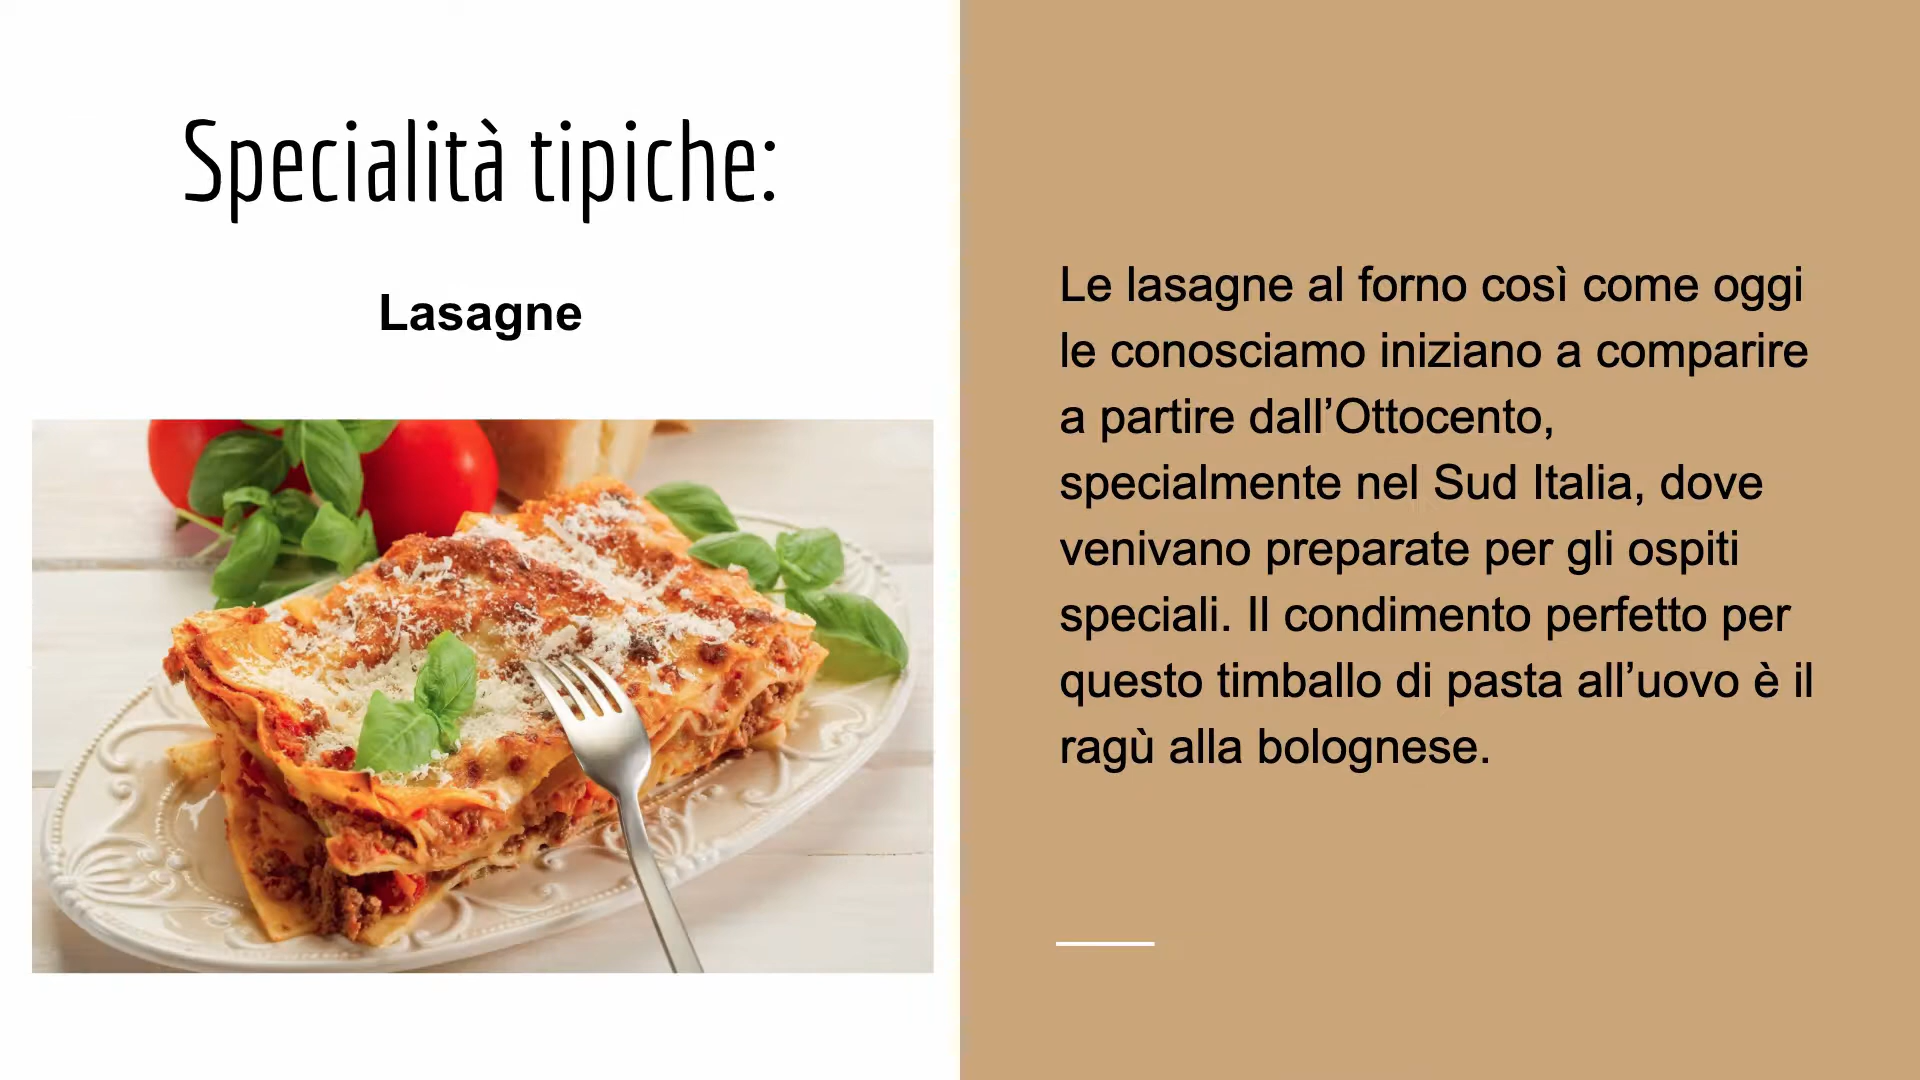 Specialità tipiche:
Lasagne
Le lasagne al forno così come oggi
le conosciamo iniziano a comparire
a partire dall’Ottocento,
specialmente nel Sud Italia, dove
venivano preparate per gli ospiti
speciali. Il condimento perfetto per
questo timballo di pasta all’uovo è il
ragù alla bolognese.